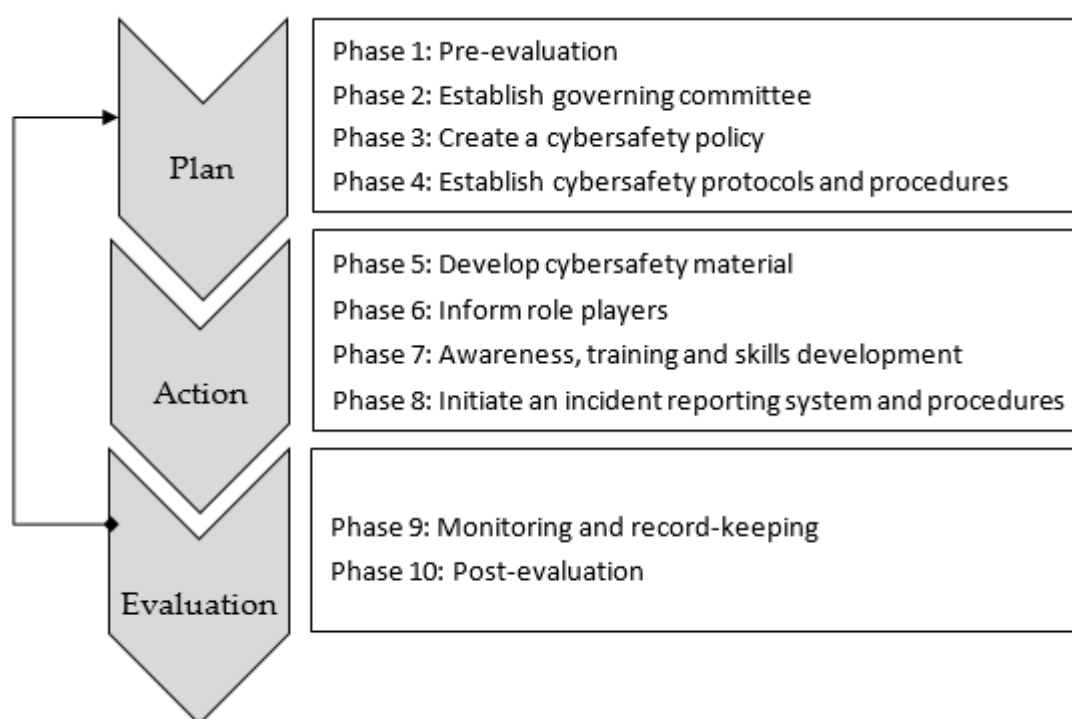 Plan
Phase 1: Pre-evaluation
Phase 2: Establish governing committee
Phase 3: Create a cybersafety policy
Phase 4: Establish cybersafety protocols and procedures
Action
Phase 5: Develop cybersafety material
Phase 6: Inform role players
Phase 7: Awareness, training and skills development
Phase 8: Initiate an incident reporting system and procedures
Evaluation
Phase 9: Monitoring and record-keeping
Phase 10: Post-evaluation